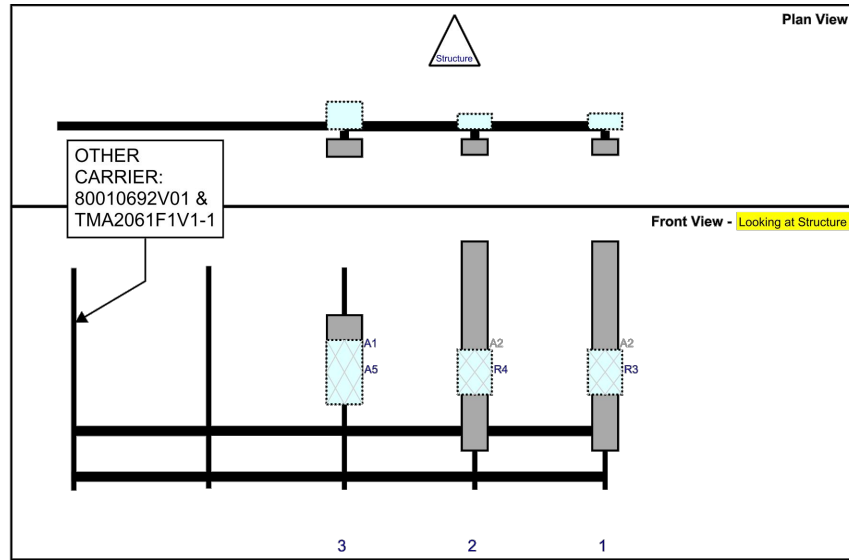 Plan View
Structure
OTHER
CARRIER:
80010692V01 &
TMA2061F1V1-1
Front View - Looking at Structure
A1
A5
A2
R4
A2
R3
3
2
1